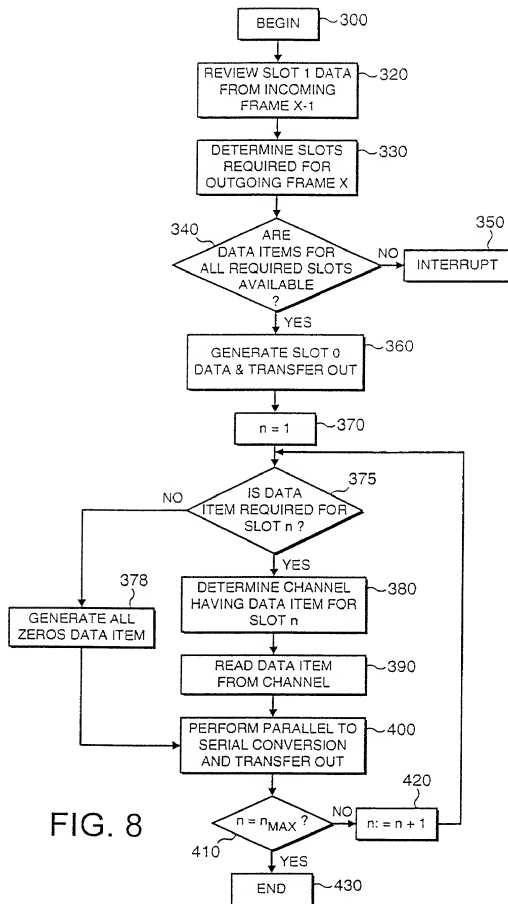 BEGIN
300
REVIEW SLOT 1 DATA
FROM INCOMING
FRAME X-1
320
DETERMINE SLOTS
REQUIRED FOR
OUTGOING FRAME X
330
340
ARE
DATA ITEMS FOR
ALL REQUIRED SLOTS
AVAILABLE
?
NO
350
INTERRUPT
YES
GENERATE SLOT 0
DATA & TRANSFER OUT
360
n = 1
370
375
NO
IS DATA
ITEM REQUIRED FOR
SLOT n ?
YES
378
GENERATE ALL
ZEROS DATA ITEM
DETERMINE CHANNEL
HAVING DATA ITEM FOR
SLOT n
380
READ DATA ITEM
FROM CHANNEL
390
PERFORM PARALLEL TO
SERIAL CONVERSION
AND TRANSFER OUT
400
FIG. 8
n = nMAX ?
410
NO
420
n: = n + 1
YES
END
430